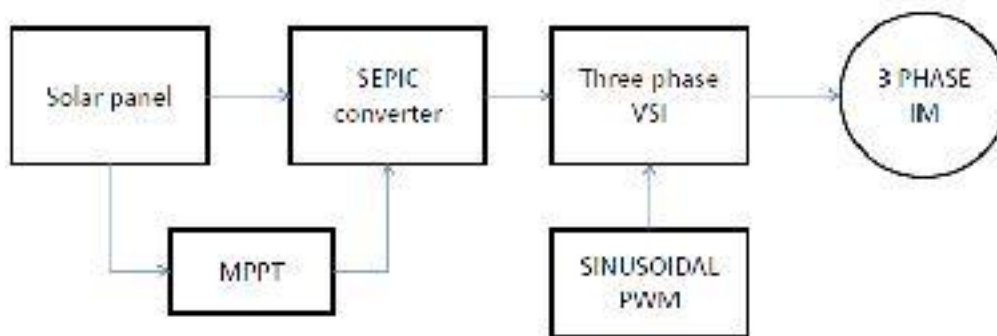 Solar panel
SEPIC
converter
Three phase
VSI
3 PHASE
IM
MPPT
SINUSOIDAL
PWM